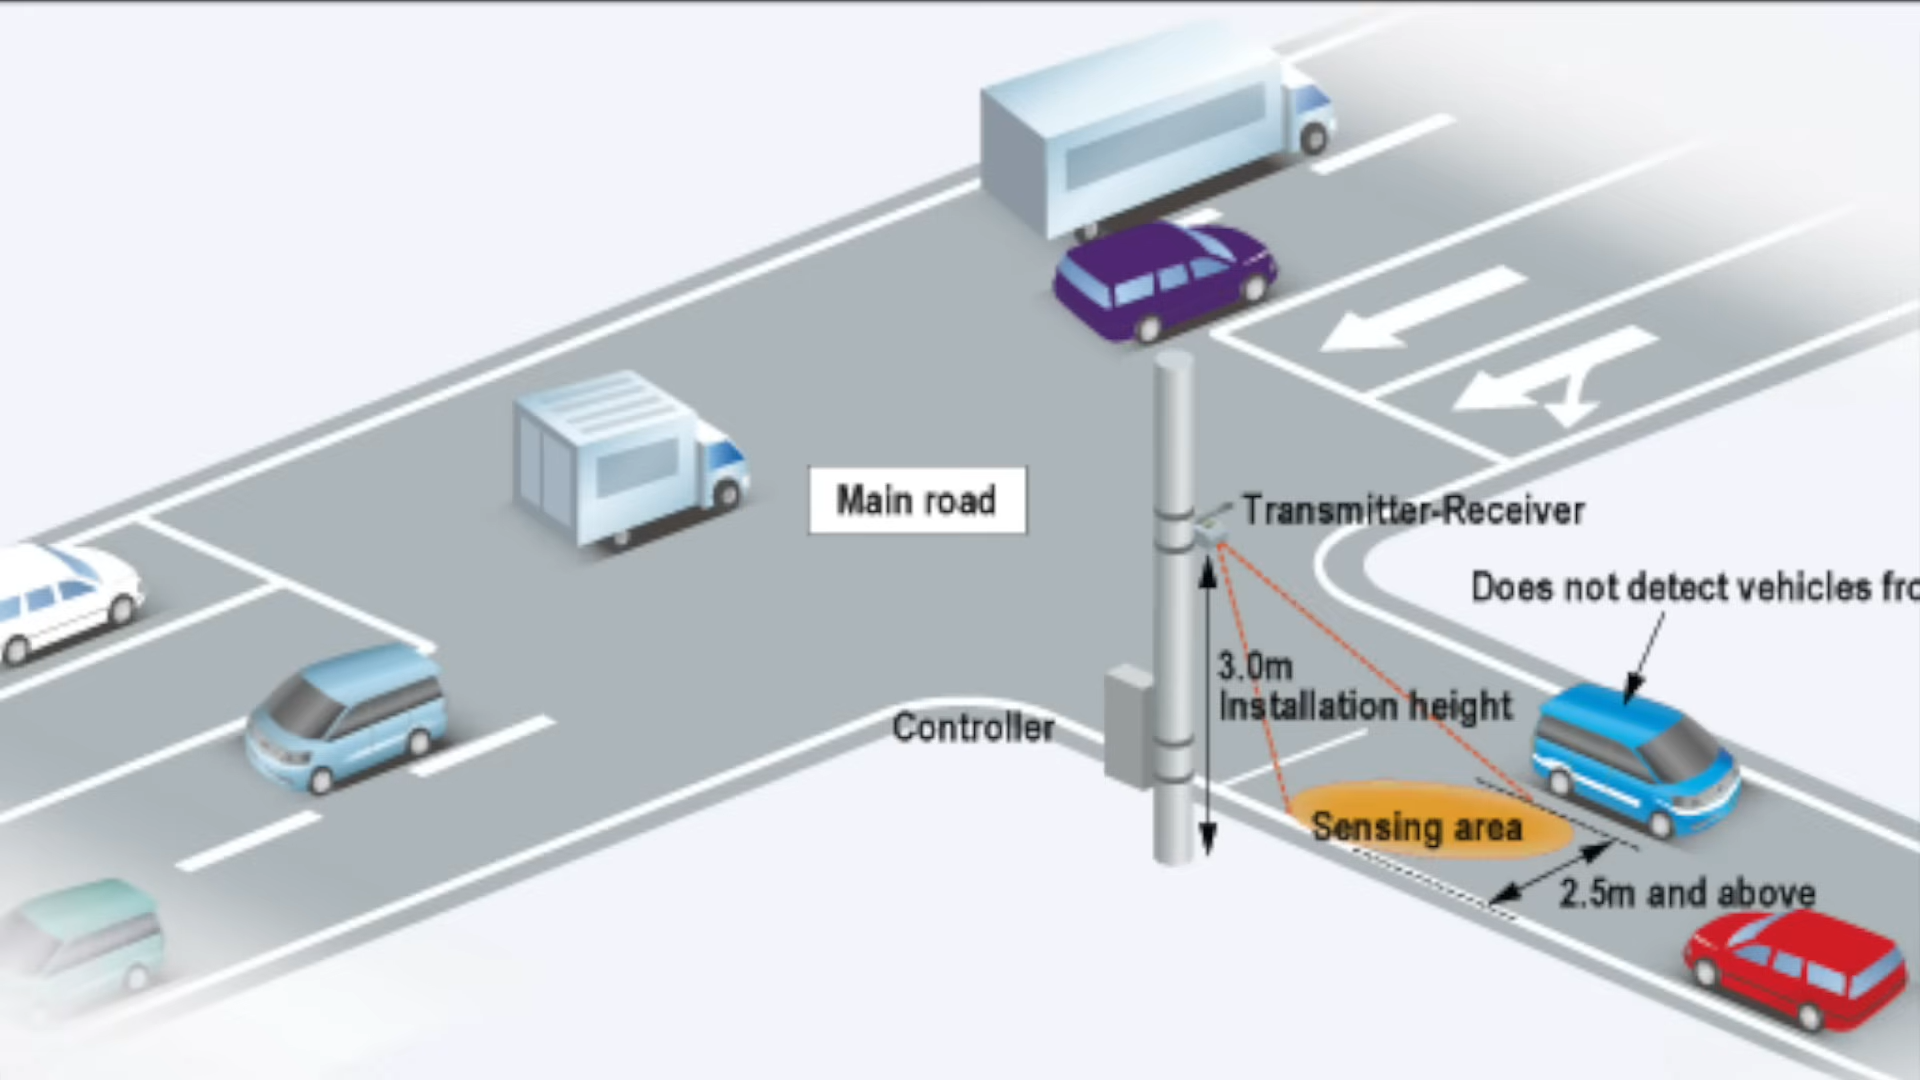 Main road
Transmitter-Receiver
Does not detect vehicles
3.0m
Installation height
Controller
Sensing area
2.5m and above